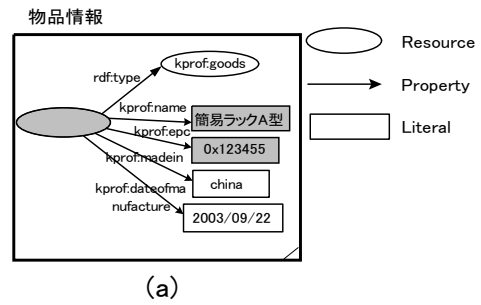 物品情報
kprof:goods
rdf:type
kprof:name
簡易ラックA型
kprof:epc
0x123455
kprof:madein
china
kprof:dateofma
nufacture
2003/09/22
Resource
Property
Literal
(a)